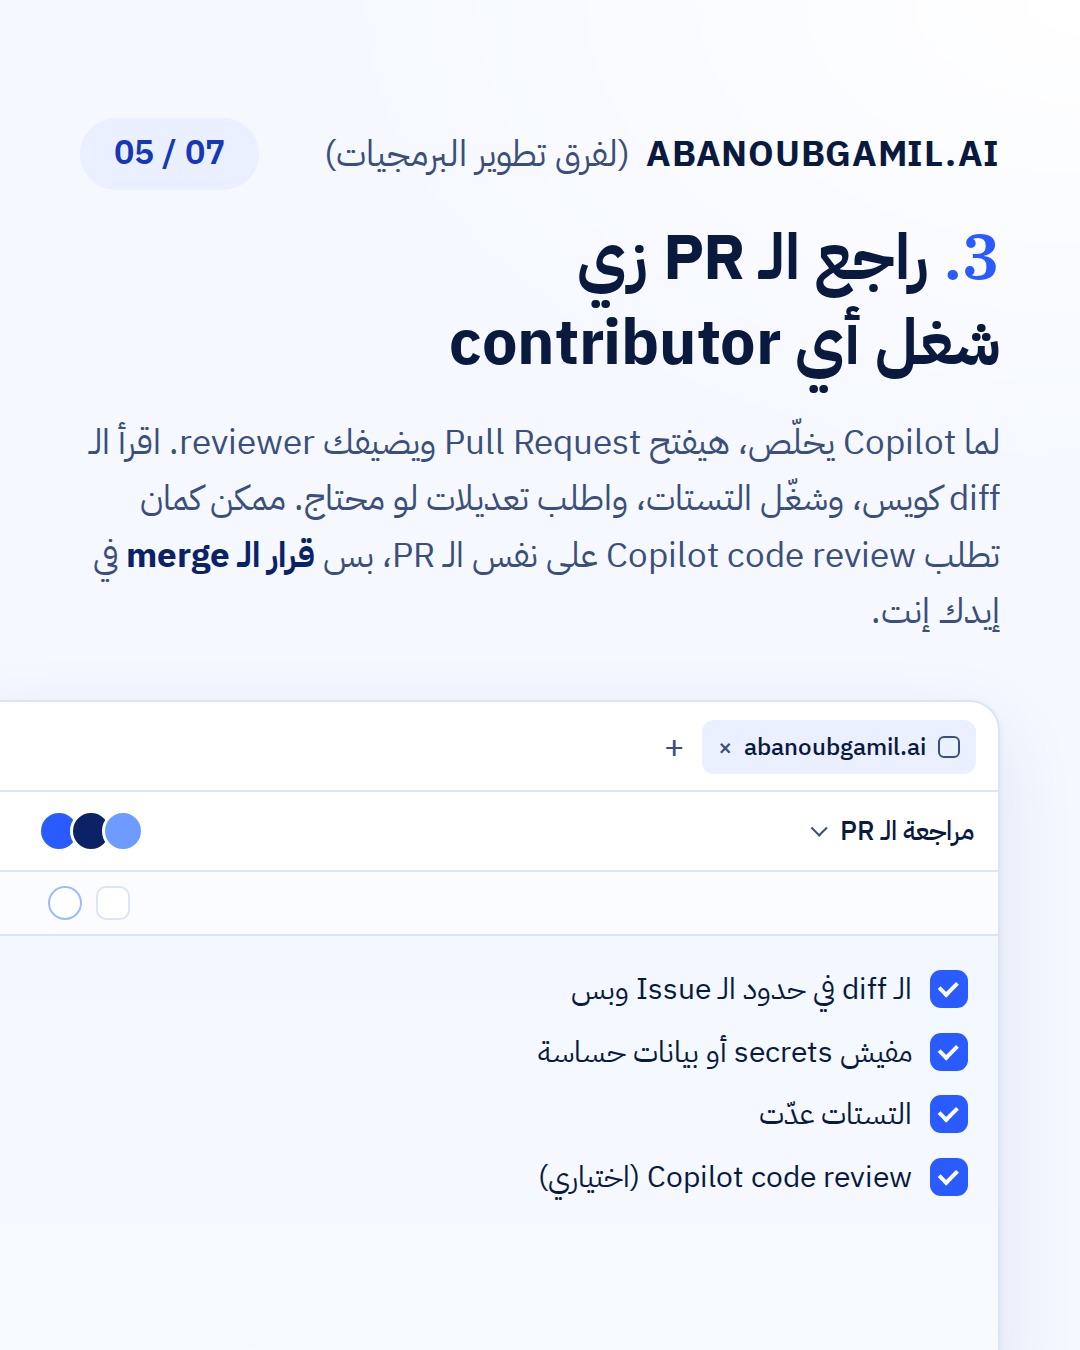 ABANOUBGAMIL.AI (لفرق تطوير البرمجيات)
05 / 07
3. راجع الـ PR زي
شغل أي contributor
لما Copilot يخلّص، هيفتح Pull Request ويضيفك reviewer. اقرأ الـ
diff كويس، وشغّل التستات، واطلب تعديلات لو محتاج. ممكن كمان
تطلب Copilot code review على نفس الـ PR، بس قرار الـ merge في
إيدك إنت.
abanoubgamil.ai × +
مراجعة الـ PR
الـ diff في حدود الـ Issue وبس
مفيش secrets أو بيانات حساسة
التستات عدّت
Copilot code review (اختياري)